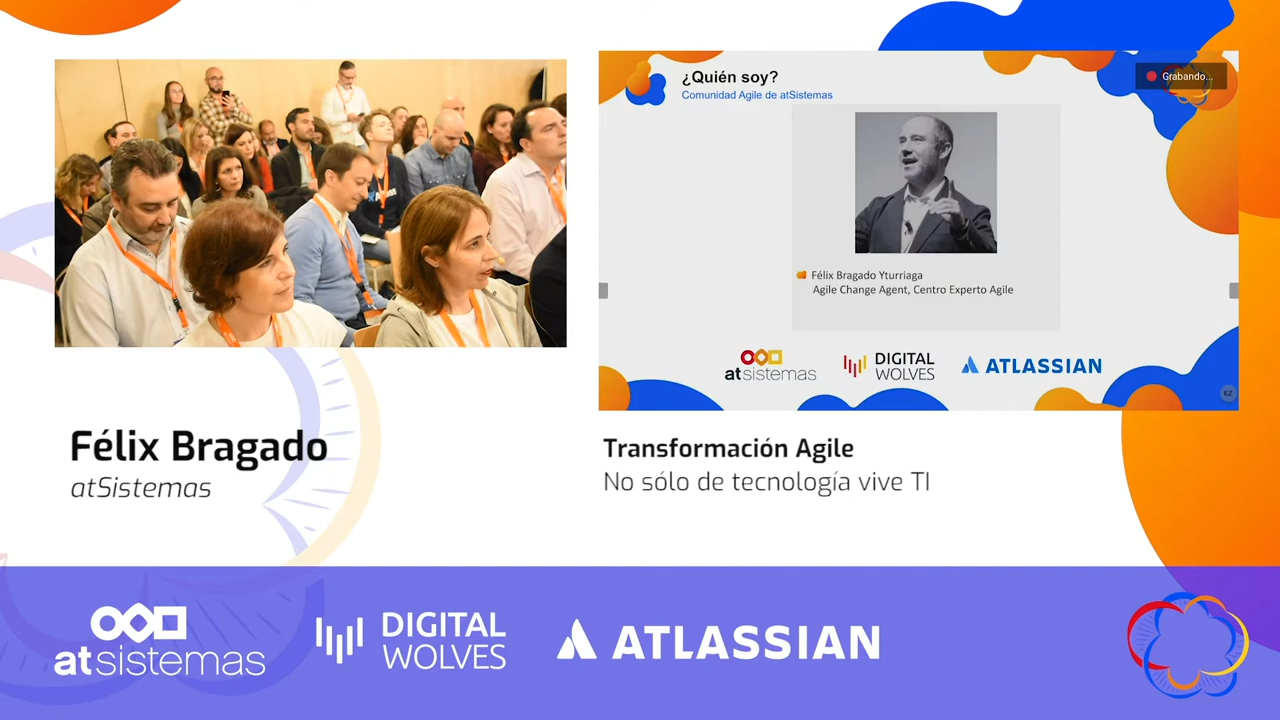 ¿Quién soy?
Comunidad Agile de atSistemas
Grabando...
Félix Bragado Yturriaga
Agile Change Agent, Centro Experto Agile
atsistemas
DIGITAL
WOLVES
ATLASSIAN
EZ
Félix Bragado
atSistemas
Transformación Agile
No sólo de tecnología vive TI
atsistemas
DIGITAL
WOLVES
ATLASSIAN